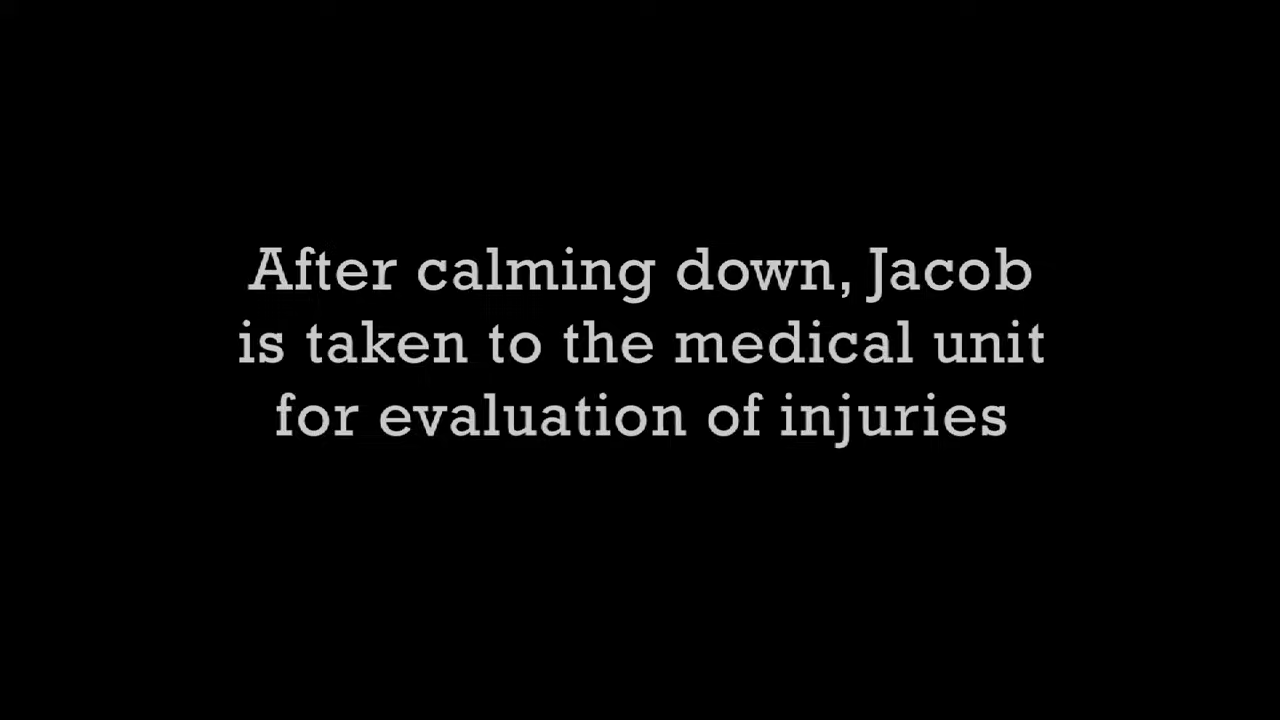 After calming down, Jacob
is taken to the medical unit
for evaluation of injuries